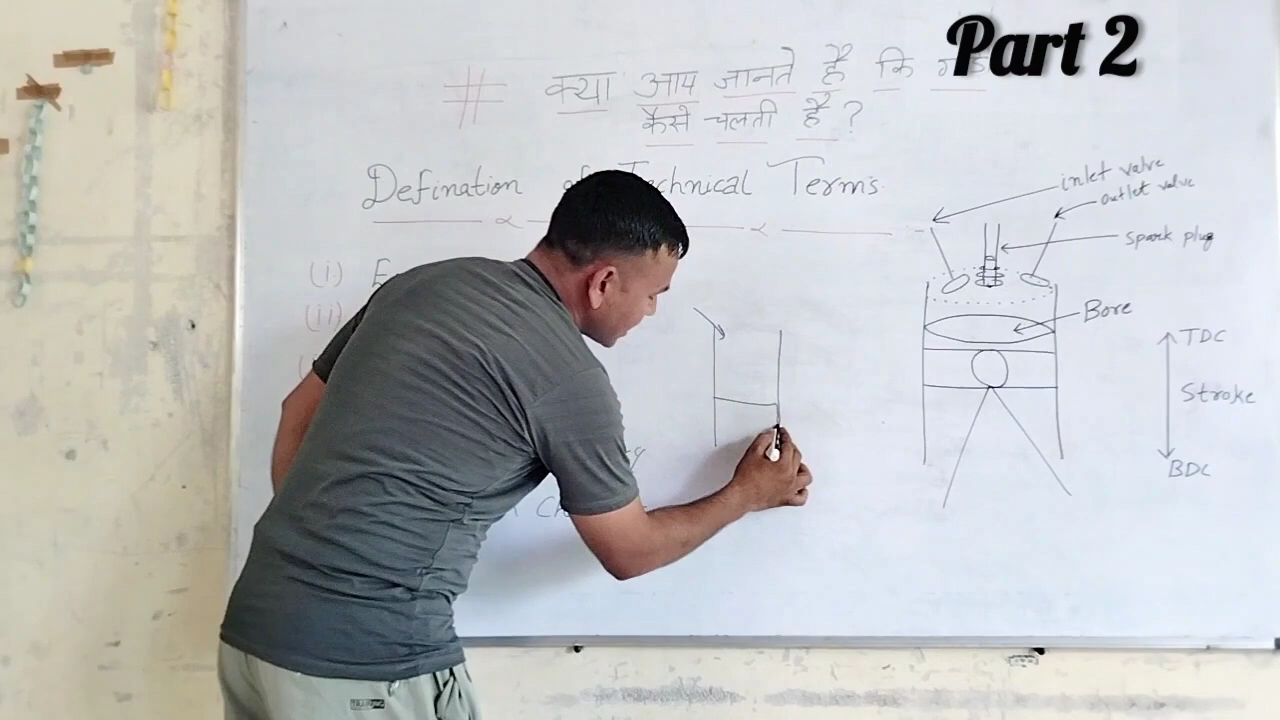 Part 2
# क्या आप जानते है कि
कैसे चलती है ?
Defination of Technical Terms
(i)
(ii)
inlet valve
outlet valve
spark plug
Bore
TDC
Stroke
BDC